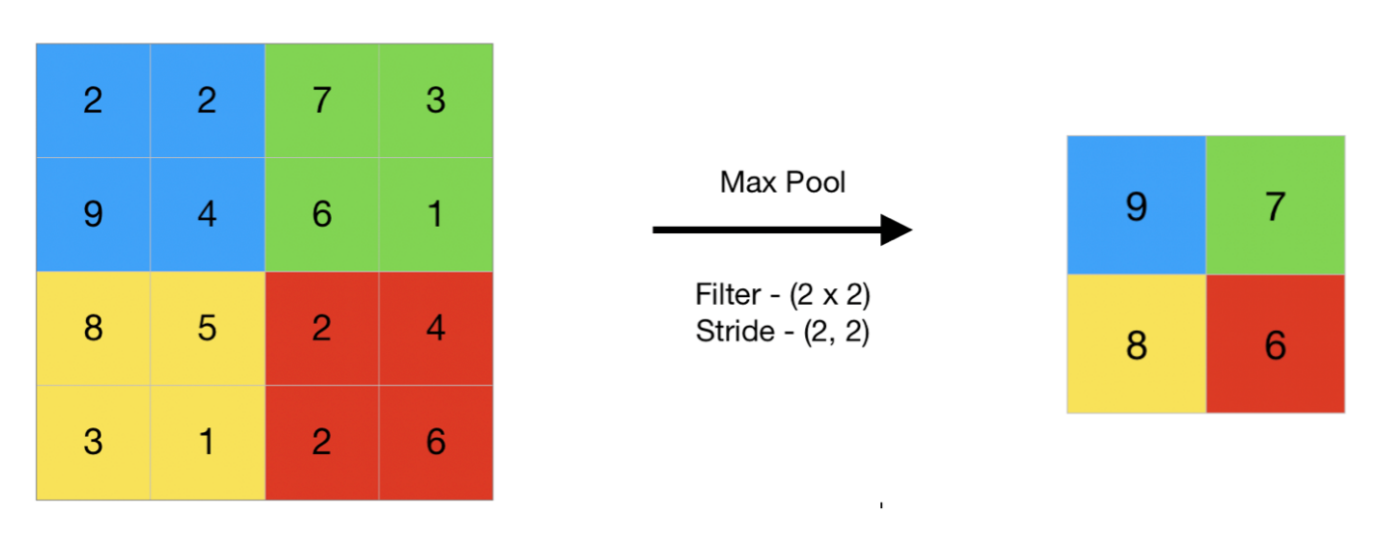 2 2 7 3
9 4 6 1
8 5 2 4
3 1 2 6
Max Pool
Filter - (2 x 2)
Stride - (2, 2)
9 7
8 6